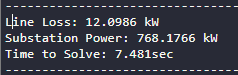 Line Loss: 12.0986 kW
Substation Power: 768.1766 kW
Time to Solve: 7.481sec